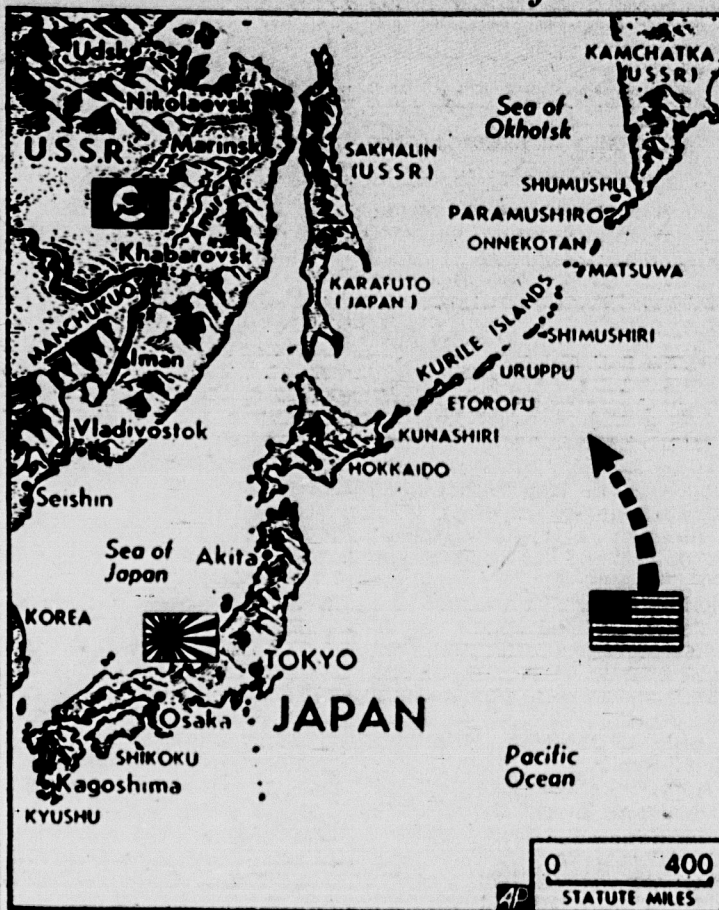 Udsk
Nikolaevsk
KAMCHATKA
(USSR)
Sea of
Okhotsk
U.S.S.R.
Marinsk
SAKHALIN
(USSR)
Amur
SHUMUSHU
PARAMUSHIRO
ONNEKOTAN
MATSUWA
Khabarovsk
KARAFUTO
(JAPAN)
MANCHUKUO
KURILE ISLANDS
SHIMUSHIRI
Iman
URUPPU
ETOROFU
Vladivostok
KUNASHIRI
HOKKAIDO
Seishin
Sea of
Japan
Akita
KOREA
TOKYO
Osaka
JAPAN
SHIKOKU
Kagoshima
KYUSHU
Pacific
Ocean
0 400
STATUTE MILES
AP